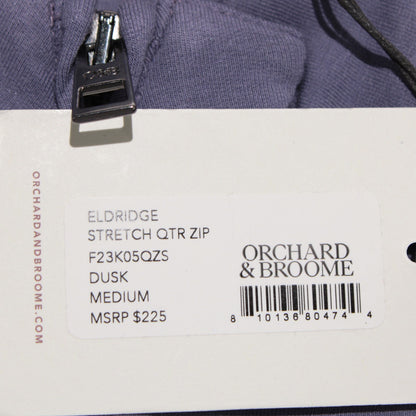 ORCHARDANDBROOME.COM
ELDRIDGE
STRETCH QTR ZIP
F23K05QZS
DUSK
MEDIUM
MSRP $225
ORCHARD
& BROOME
8 10136 80474 4